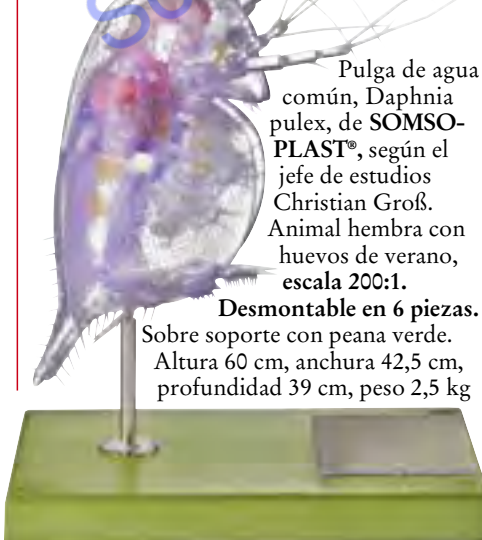 Pulga de agua
común, Daphnia
pulex, de SOMSO-
PLAST®, según el
jefe de estudios
Christian Groß.
Animal hembra con
huevos de verano,
escala 200:1.
Desmontable en 6 piezas.
Sobre soporte con peana verde.
Altura 60 cm, anchura 42,5 cm,
profundidad 39 cm, peso 2,5 kg